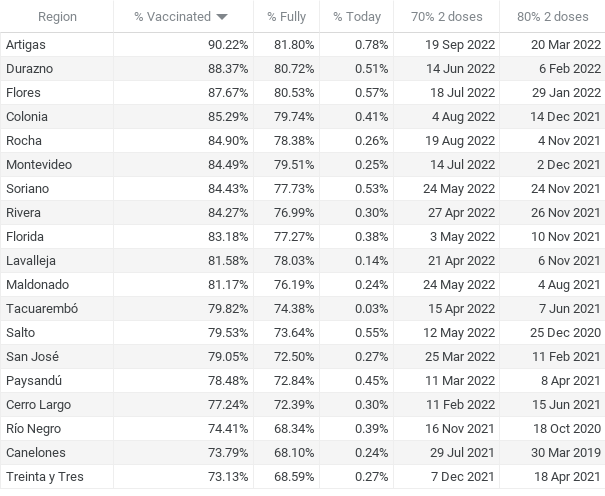 Region % Vaccinated % Fully % Today 70% 2 doses 80% 2 doses
Artigas 90.22% 81.80% 0.78% 19 Sep 2022 20 Mar 2022
Durazno 88.37% 80.72% 0.51% 14 Jun 2022 6 Feb 2022
Flores 87.67% 80.53% 0.57% 18 Jul 2022 29 Jan 2022
Colonia 85.29% 79.74% 0.41% 4 Aug 2022 14 Dec 2021
Rocha 84.90% 78.38% 0.26% 19 Aug 2022 4 Nov 2021
Montevideo 84.49% 79.51% 0.25% 14 Jul 2022 2 Dec 2021
Soriano 84.43% 77.73% 0.53% 24 May 2022 24 Nov 2021
Rivera 84.27% 76.99% 0.30% 27 Apr 2022 26 Nov 2021
Florida 83.18% 77.27% 0.38% 3 May 2022 10 Nov 2021
Lavalleja 81.58% 78.03% 0.14% 21 Apr 2022 6 Nov 2021
Maldonado 81.17% 76.19% 0.24% 24 May 2022 4 Aug 2021
Tacuarembó 79.82% 74.38% 0.03% 15 Apr 2022 7 Jun 2021
Salto 79.53% 73.64% 0.55% 12 May 2022 25 Dec 2020
San José 79.05% 72.50% 0.27% 25 Mar 2022 11 Feb 2021
Paysandú 78.48% 72.84% 0.45% 11 Mar 2022 8 Apr 2021
Cerro Largo 77.24% 72.39% 0.30% 11 Feb 2022 15 Jun 2021
Río Negro 74.41% 68.34% 0.39% 16 Nov 2021 18 Oct 2020
Canelones 73.79% 68.10% 0.24% 29 Jul 2021 30 Mar 2019
Treinta y Tres 73.13% 68.59% 0.27% 7 Dec 2021 18 Apr 2021